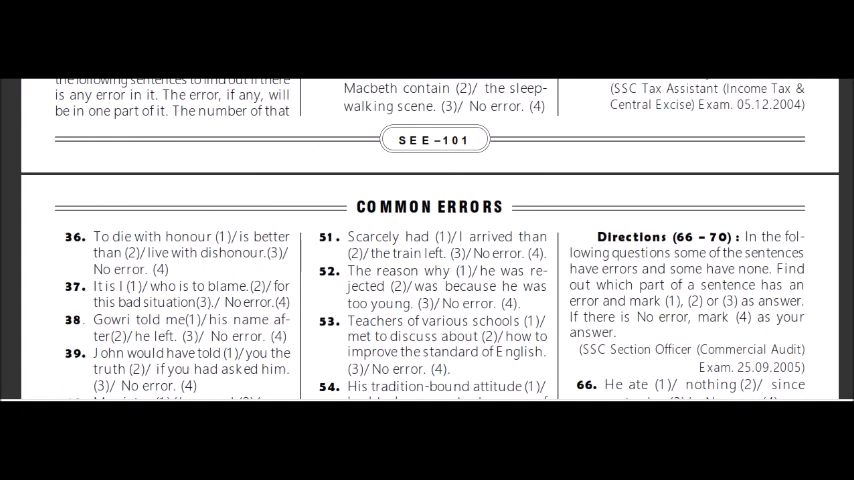 the following sentences to find out if there
is any error in it. The error, if any, will
be in one part of it. The number of that
Macbeth contain (2)/ the sleep-
walking scene. (3)/ No error. (4)
(SSC Tax Assistant (Income Tax &
Central Excise) Exam. 05.12.2004)
SEE-101
COMMON ERRORS
36. To die with honour (1)/ is better
than (2)/ live with dishonour.(3)/
No error. (4)
37. It is I (1)/ who is to blame.(2)/ for
this bad situation(3)./ No error.(4)
38. Gowri told me(1)/ his name af-
ter(2)/ he left. (3)/ No error. (4)
39. John would have told (1)/ you the
truth (2)/ if you had asked him.
(3)/ No error. (4)
51. Scarcely had (1)/ I arrived than
(2)/ the train left. (3)/ No error. (4).
52. The reason why (1)/ he was re-
jected (2)/ was because he was
too young. (3)/ No error. (4).
53. Teachers of various schools (1)/
met to discuss about (2)/ how to
improve the standard of English.
(3)/ No error. (4).
54. His tradition-bound attitude (1)/
Directions (66 – 70) : In the fol-
lowing questions some of the sentences
have errors and some have none. Find
out which part of a sentence has an
error and mark (1), (2) or (3) as answer.
If there is No error, mark (4) as your
answer.
(SSC Section Officer (Commercial Audit)
Exam. 25.09.2005)
66. He ate (1)/ nothing (2)/ since